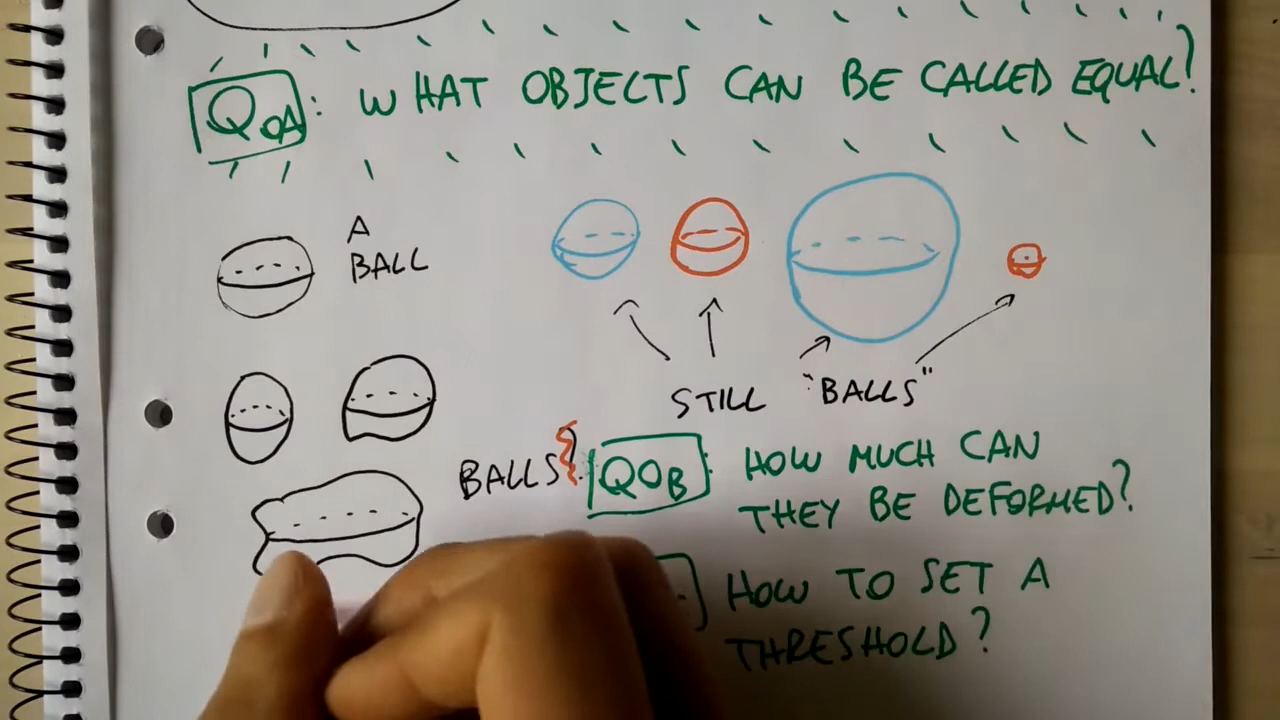 Q0A: WHAT OBJECTS CAN BE CALLED EQUAL?
A
BALL
STILL "BALLS"
BALLS?
Q0B: HOW MUCH CAN
THEY BE DEFORMED?
HOW TO SET A
THRESHOLD?